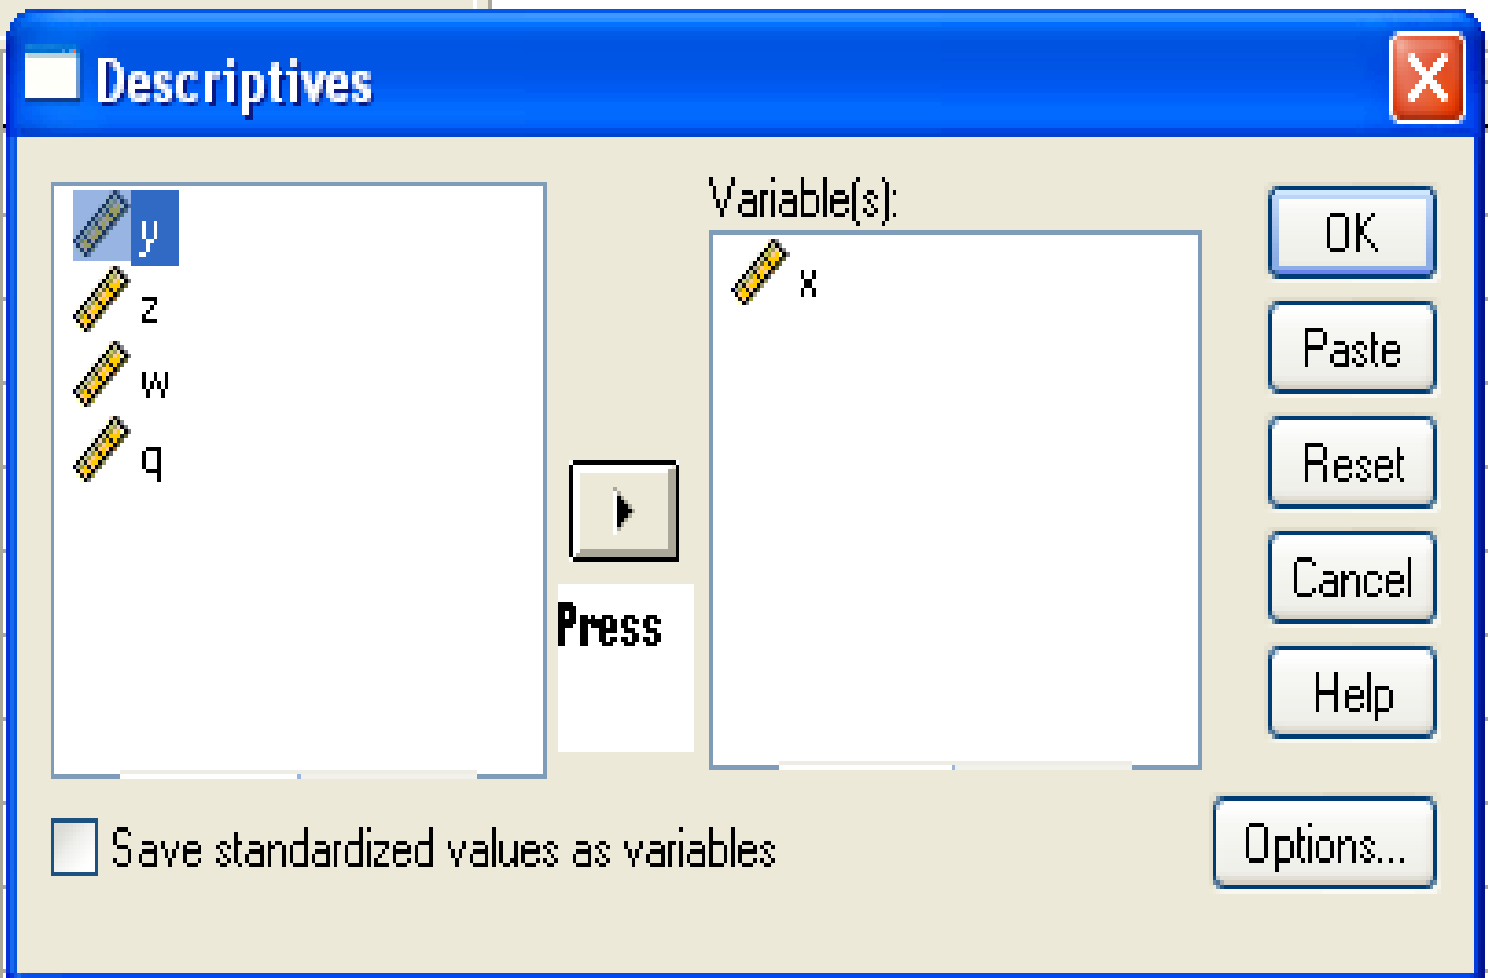 Descriptives
y
z
w
q
Press
Variable(s):
x
OK
Paste
Reset
Cancel
Help
Save standardized values as variables
Options...